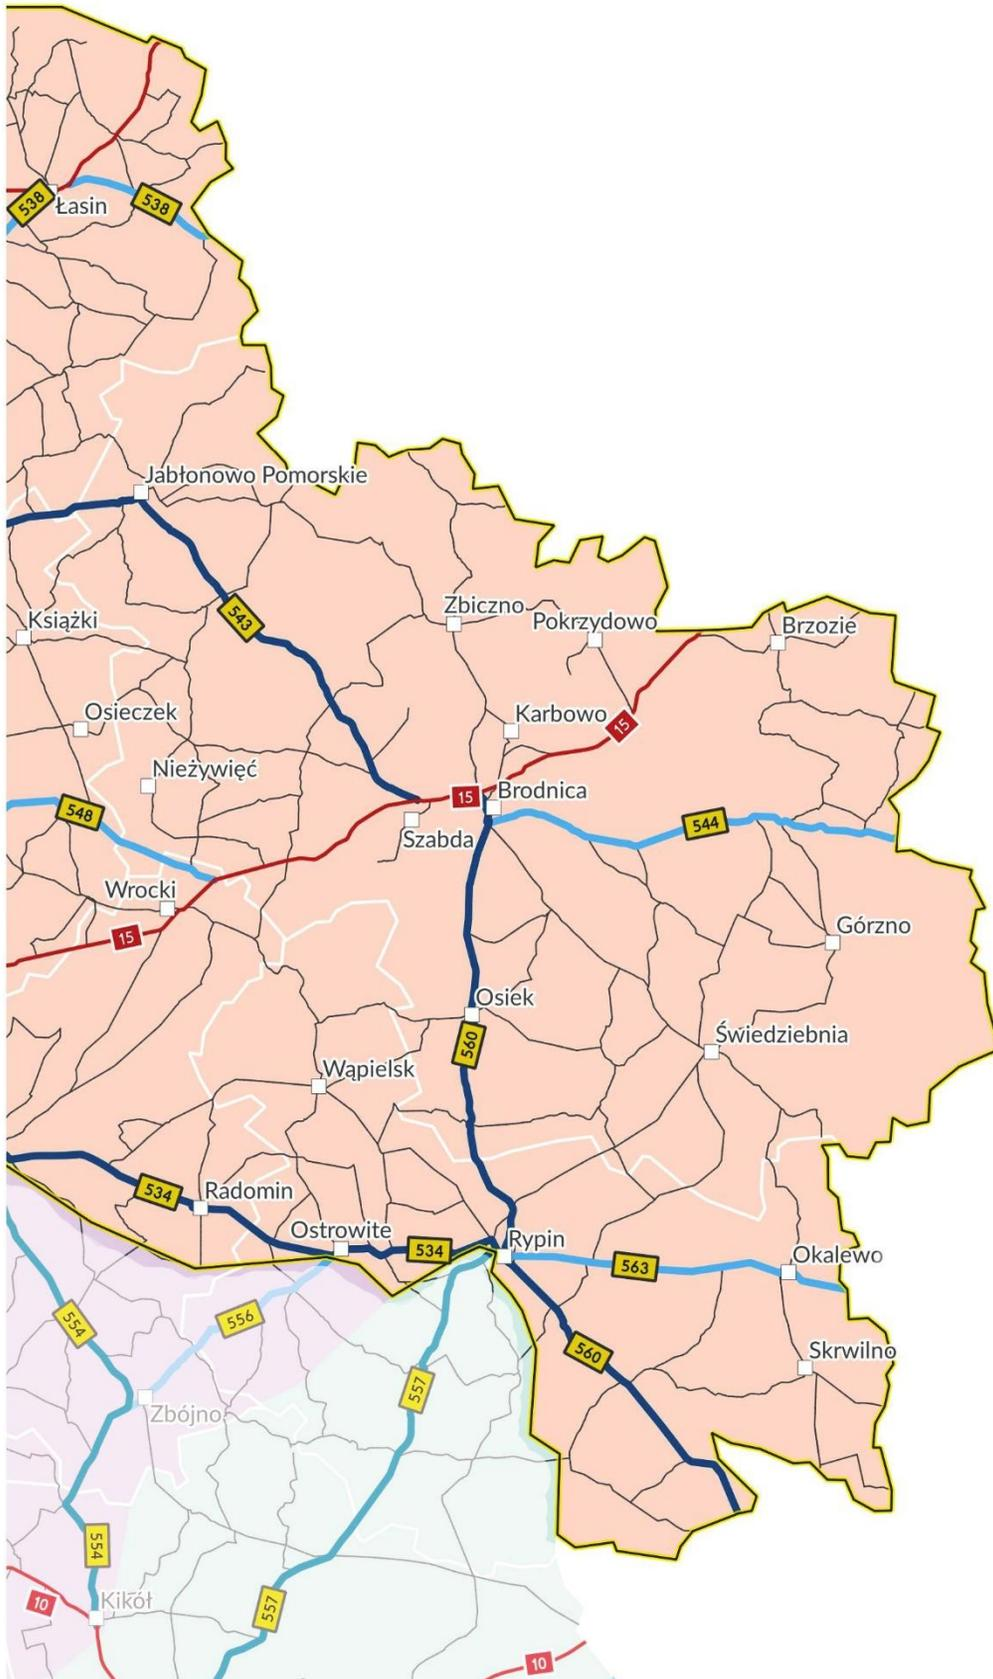 538
538
Łasin
Jabłonowo Pomorskie
543
Zbiczno
Książki
Pokrzydowo
Brzozie
Osieczek
Karbowo
15
Nieżywięć
15
Brodnica
548
544
Szabda
Wrocki
15
Górzno
Osiek
560
Świedziebnia
Wąpielsk
534
Radomin
Ostrowite
534
Rypin
563
Okalewo
554
556
560
Skrwilno
557
Zbójno
554
10
Kikół
557
10